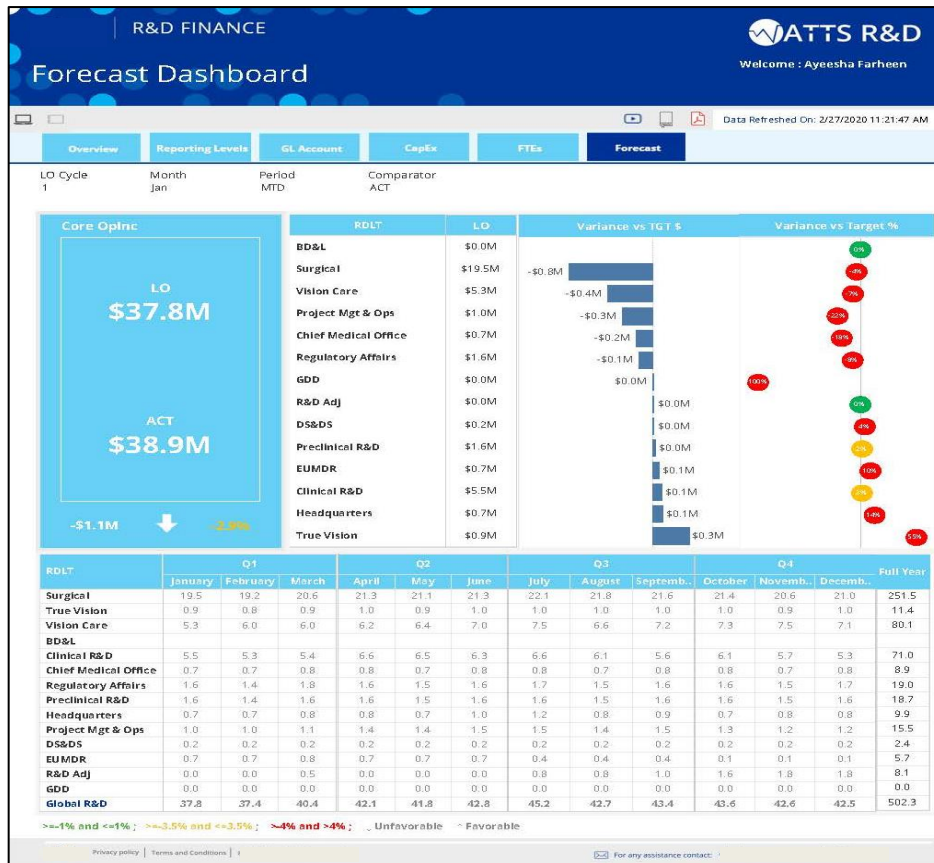 R&D FINANCE
WATTS R&D
Forecast Dashboard
Welcome : Ayeesha Farheen
Data Refreshed On: 2/27/2020 11:21:47 AM
Overview Reporting Levels GL Account CapEx FTEs Forecast
LO Cycle Month Period Comparator
1 Jan MTD ACT
Core OpInc RDLT LO Variance vs TGT $ Variance vs Target %
BD&L $0.0M 0%
Surgical $19.5M -$0.8M -4%
Vision Care $5.3M -$0.4M -7%
LO
$37.8M
Project Mgt & Ops $1.0M -$0.3M -22%
Chief Medical Office $0.7M -$0.2M -18%
Regulatory Affairs $1.6M -$0.1M -9%
GDD $0.0M $0.0M 100%
R&D Adj $0.0M $0.0M 0%
ACT
$38.9M
DS&DS $0.2M $0.0M 4%
Preclinical R&D $1.6M $0.0M
EUMDR $0.7M $0.1M 10%
Clinical R&D $5.5M $0.1M
Headquarters $0.7M $0.1M 14%
-$1.1M -2.9%
True Vision $0.9M $0.3M 55%
RDLT Q1 Q2 Q3 Q4 Full Year
January February March April May June July August Septemb.. October Novemb.. Decemb..
Surgical 19.5 19.2 20.6 21.3 21.1 21.3 22.1 21.8 21.6 21.4 20.6 21.0 251.5
True Vision 0.9 0.8 0.9 1.0 0.9 1.0 1.0 1.0 1.0 1.0 0.9 1.0 11.4
Vision Care 5.3 6.0 6.0 6.2 6.4 7.0 7.5 6.6 7.2 7.3 7.5 7.1 80.1
BD&L
Clinical R&D 5.5 5.3 5.4 6.6 6.5 6.3 6.6 6.1 5.6 6.1 5.7 5.3 71.0
Chief Medical Office 0.7 0.7 0.8 0.8 0.7 0.8 0.8 0.7 0.8 0.8 0.7 0.8 8.9
Regulatory Affairs 1.6 1.4 1.8 1.6 1.5 1.6 1.7 1.5 1.6 1.6 1.5 1.7 19.0
Preclinical R&D 1.6 1.4 1.6 1.6 1.5 1.6 1.6 1.5 1.6 1.6 1.5 1.6 18.7
Headquarters 0.7 0.7 0.8 0.8 0.7 1.0 1.2 0.8 0.9 0.7 0.8 0.8 9.9
Project Mgt & Ops 1.0 1.0 1.1 1.4 1.4 1.5 1.5 1.4 1.5 1.3 1.2 1.2 15.5
DS&DS 0.2 0.2 0.2 0.2 0.2 0.2 0.2 0.2 0.2 0.2 0.2 0.2 2.4
EUMDR 0.7 0.7 0.8 0.7 0.7 0.7 0.4 0.4 0.4 0.1 0.1 0.1 5.7
R&D Adj 0.0 0.0 0.5 0.0 0.0 0.0 0.8 0.8 1.0 1.6 1.8 1.8 8.1
GDD 0.0 0.0 0.0 0.0 0.0 0.0 0.0 0.0 0.0 0.0 0.0 0.0 0.0
Global R&D 37.8 37.4 40.4 42.1 41.8 42.8 45.2 42.7 43.4 43.6 42.6 42.5 502.3
>=-1% and <=1% ; >=-3.5% and <=3.5% ; >-4% and >4% ; Unfavorable ^ Favorable
Privacy policy | Terms and Conditions |
For any assistance contact: